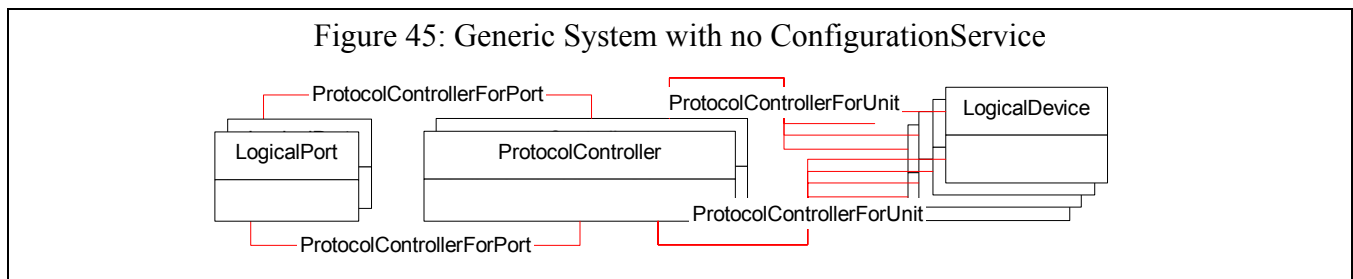 Figure 45: Generic System with no ConfigurationService
ProtocolControllerForPort
ProtocolControllerForUnit
LogicalDevice
LogicalPort
ProtocolController
ProtocolControllerForUnit
ProtocolControllerForPort